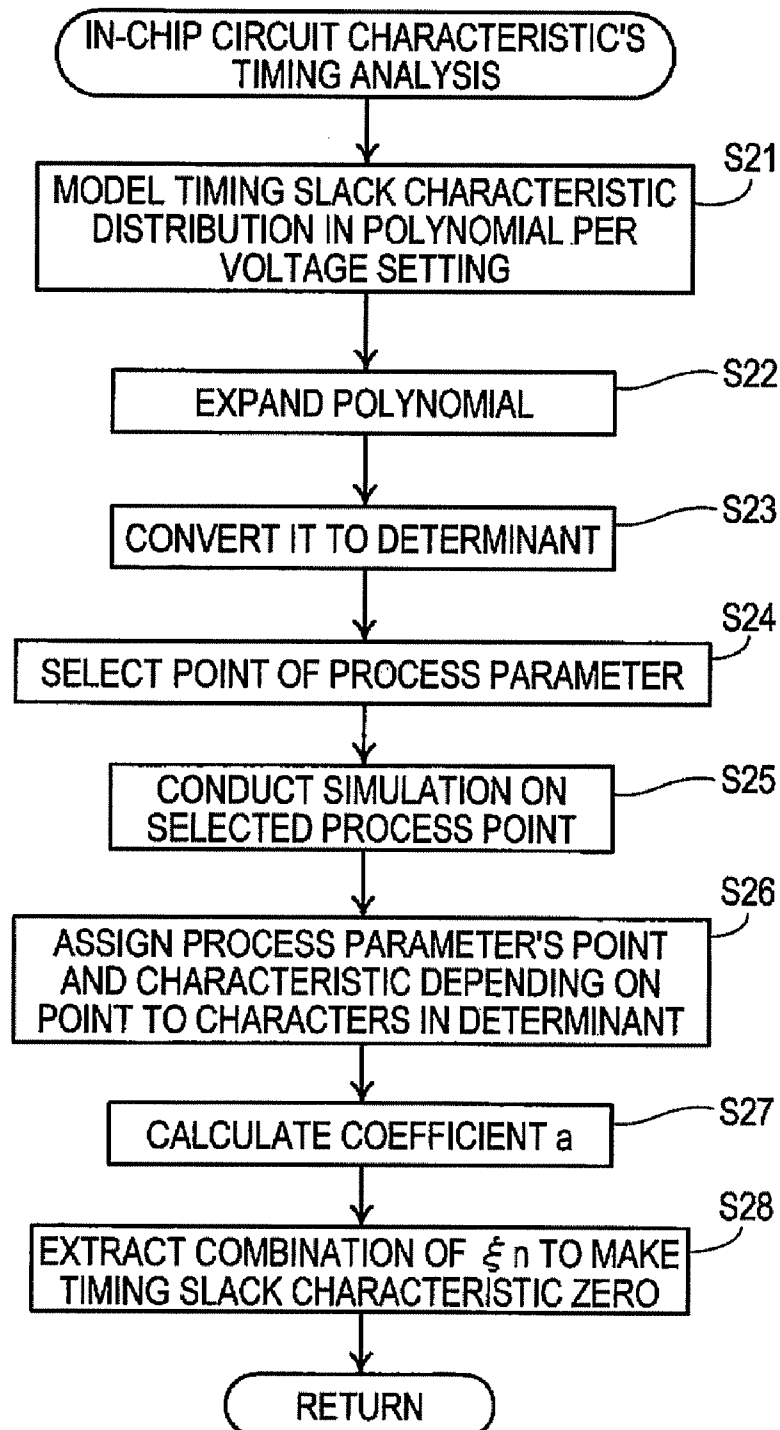 IN-CHIP CIRCUIT CHARACTERISTIC'S
TIMING ANALYSIS
S21
MODEL TIMING SLACK CHARACTERISTIC
DISTRIBUTION IN POLYNOMIAL PER
VOLTAGE SETTING
S22
EXPAND POLYNOMIAL
S23
CONVERT IT TO DETERMINANT
S24
SELECT POINT OF PROCESS PARAMETER
S25
CONDUCT SIMULATION ON
SELECTED PROCESS POINT
S26
ASSIGN PROCESS PARAMETER'S POINT
AND CHARACTERISTIC DEPENDING ON
POINT TO CHARACTERS IN DETERMINANT
S27
CALCULATE COEFFICIENT a
S28
EXTRACT COMBINATION OF ξn TO MAKE
TIMING SLACK CHARACTERISTIC ZERO
RETURN